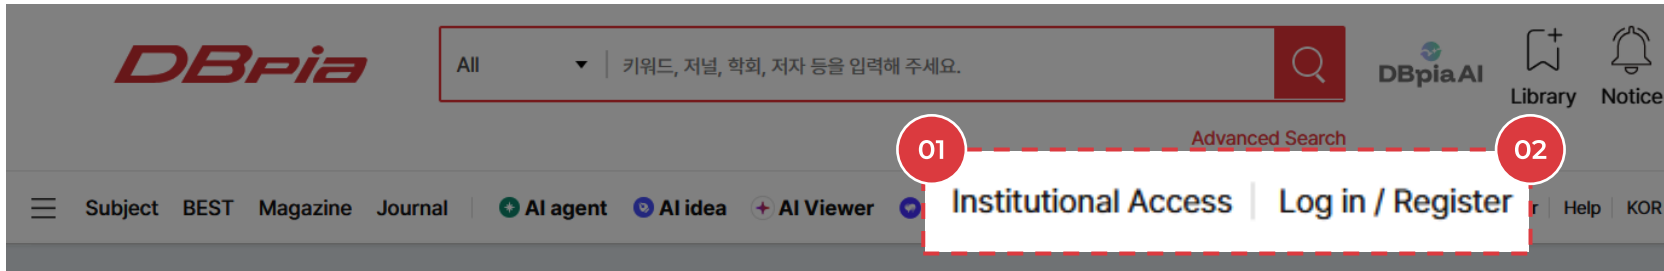 DBpia
All
키워드, 저널, 학회, 저자 등을 입력해 주세요.
DBpia AI
Library
Notice
Advanced Search
01
02
Subject
BEST
Magazine
Journal
AI agent
AI idea
AI Viewer
Institutional Access
Log in / Register
r
Help
KOR